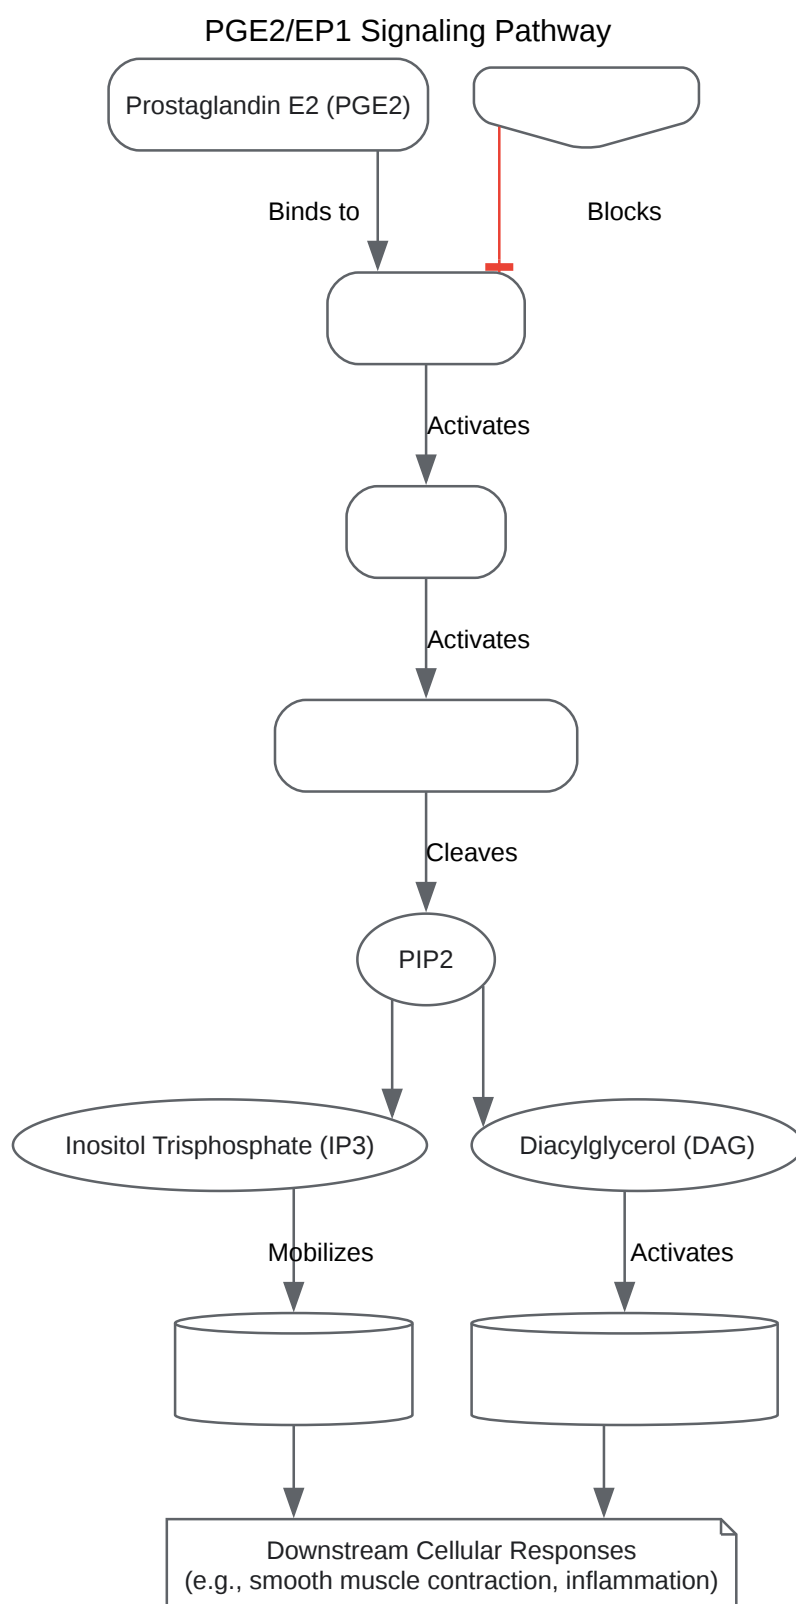 PGE2/EP1 Signaling Pathway
Prostaglandin E2 (PGE2)
Binds to
Blocks
Activates
Activates
Cleaves
PIP2
Inositol Trisphosphate (IP3)
Diacylglycerol (DAG)
Mobilizes
Activates
Downstream Cellular Responses
(e.g., smooth muscle contraction, inflammation)